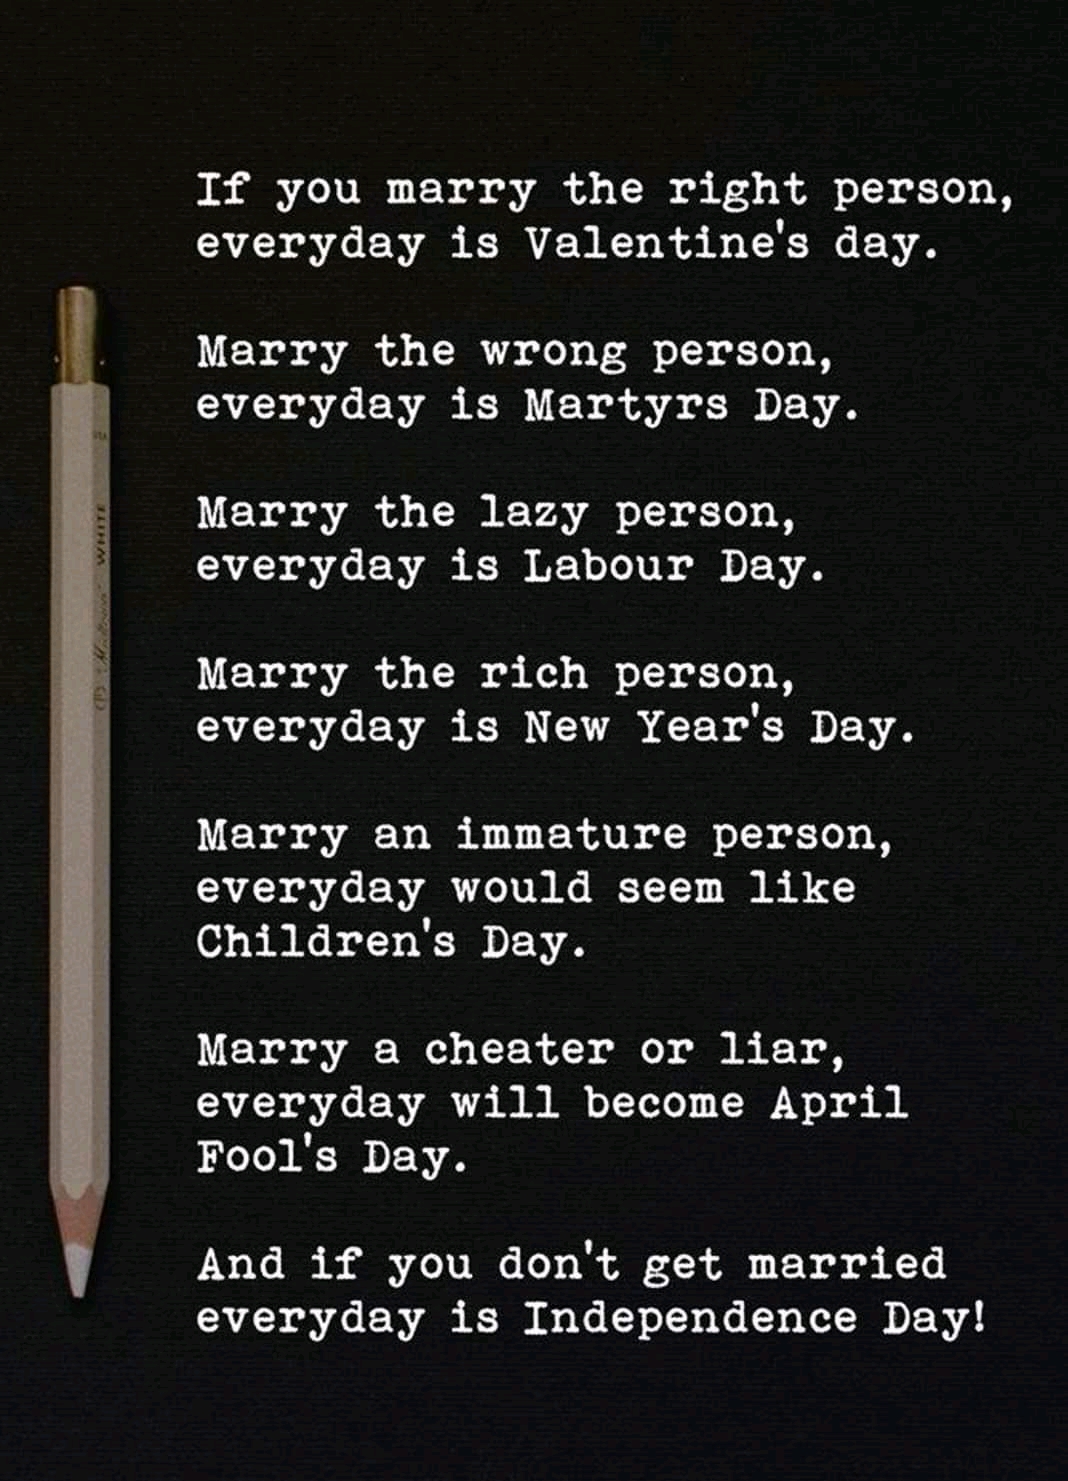 If you marry the right person,
everyday is Valentine's day.
Marry the wrong person,
everyday is Martyrs Day.
Marry the lazy person,
everyday is Labour Day.
Marry the rich person,
everyday is New Year's Day.
Marry an immature person,
everyday would seem like
Children's Day.
Marry a cheater or liar,
everyday will become April
Fool's Day.
And if you don't get married
everyday is Independence Day!
WHITE